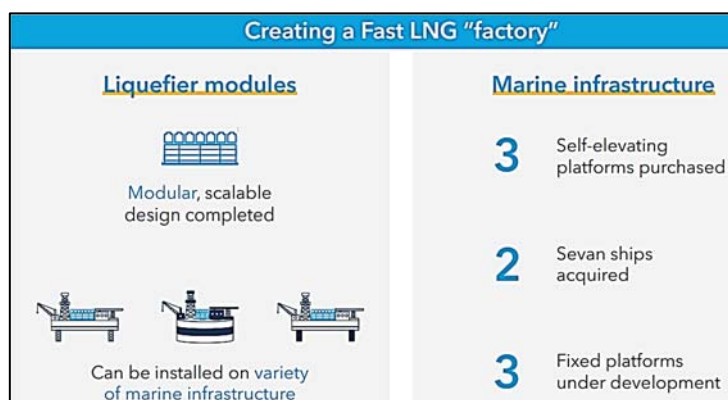 Creating a Fast LNG “factory”
Liquefier modules
Modular, scalable
design completed
Can be installed on variety
of marine infrastructure
Marine infrastructure
3
Self-elevating
platforms purchased
2
Sevan ships
acquired
3
Fixed platforms
under development